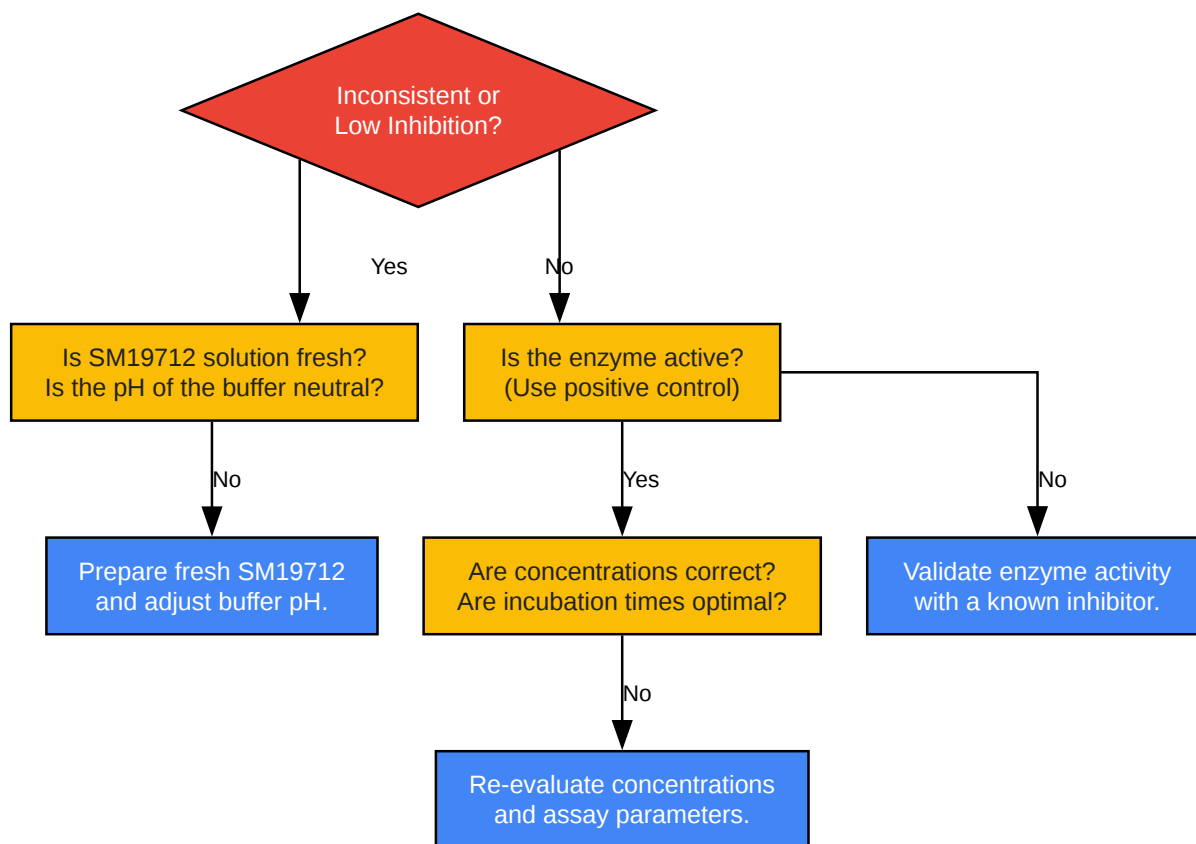 Inconsistent or
Low Inhibition?
Yes
No
Is SM19712 solution fresh?
Is the pH of the buffer neutral?
Is the enzyme active?
(Use positive control)
No
Yes
No
Prepare fresh SM19712
and adjust buffer pH.
Are concentrations correct?
Are incubation times optimal?
Validate enzyme activity
with a known inhibitor.
No
Re-evaluate concentrations
and assay parameters.